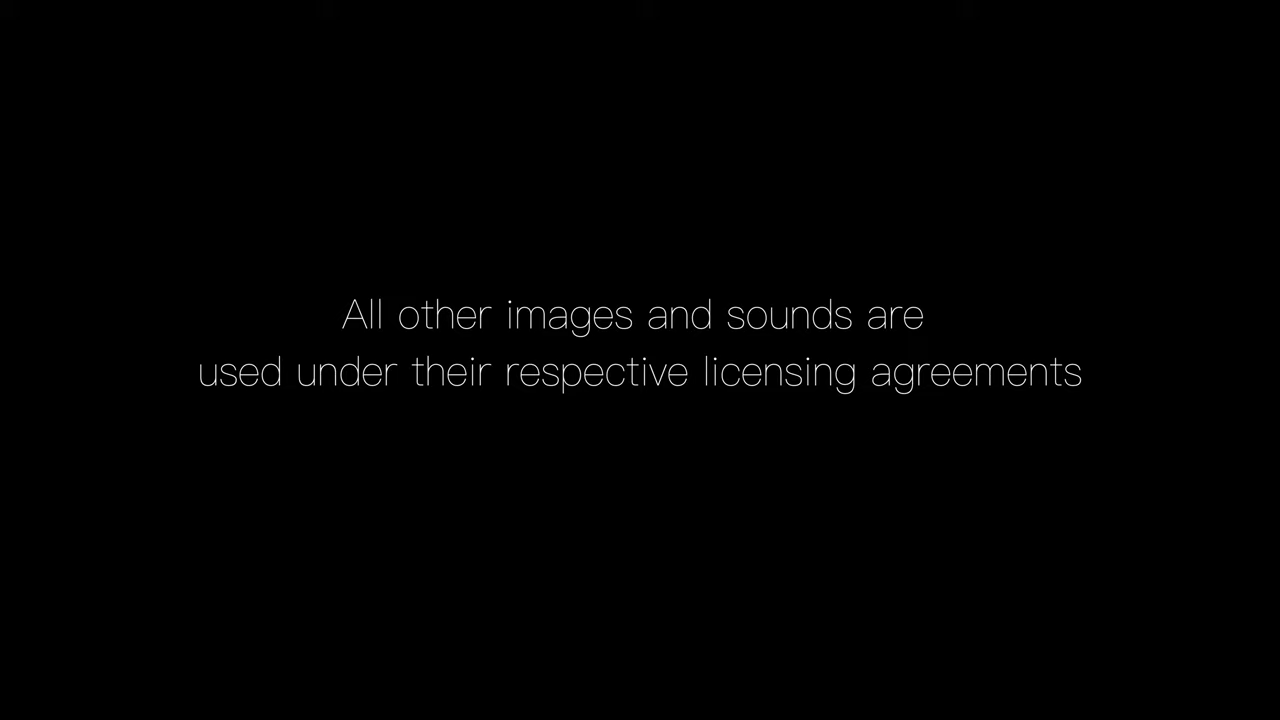 All other images and sounds are
used under their respective licensing agreements